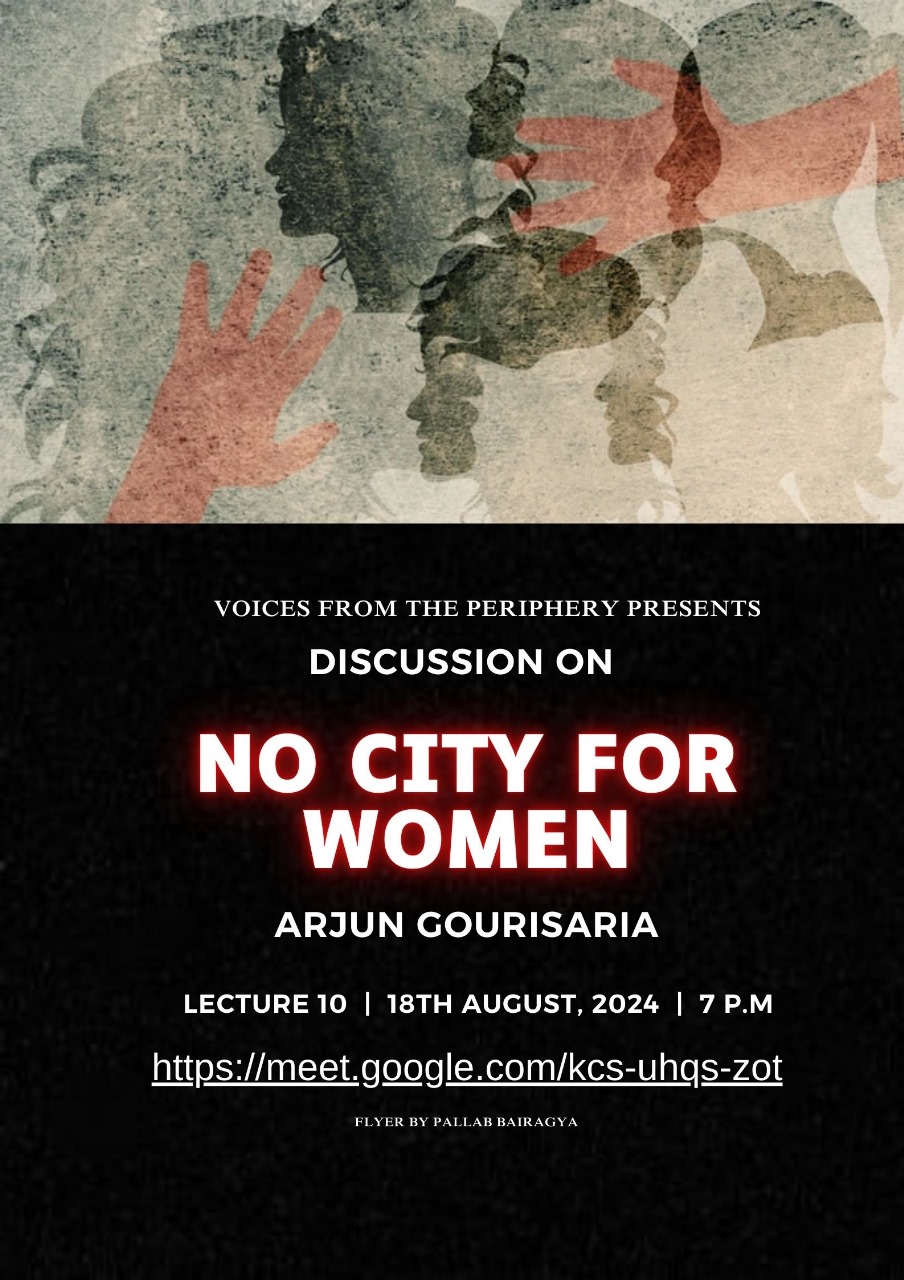 VOICES FROM THE PERIPHERY PRESENTS
DISCUSSION ON
NO CITY FOR
WOMEN
ARJUN GOURISARIA
LECTURE 10 | 18TH AUGUST, 2024 | 7 P.M
https://meet.google.com/kcs-uhqs-zot
FLYER BY PALLAB BAIRAGYA